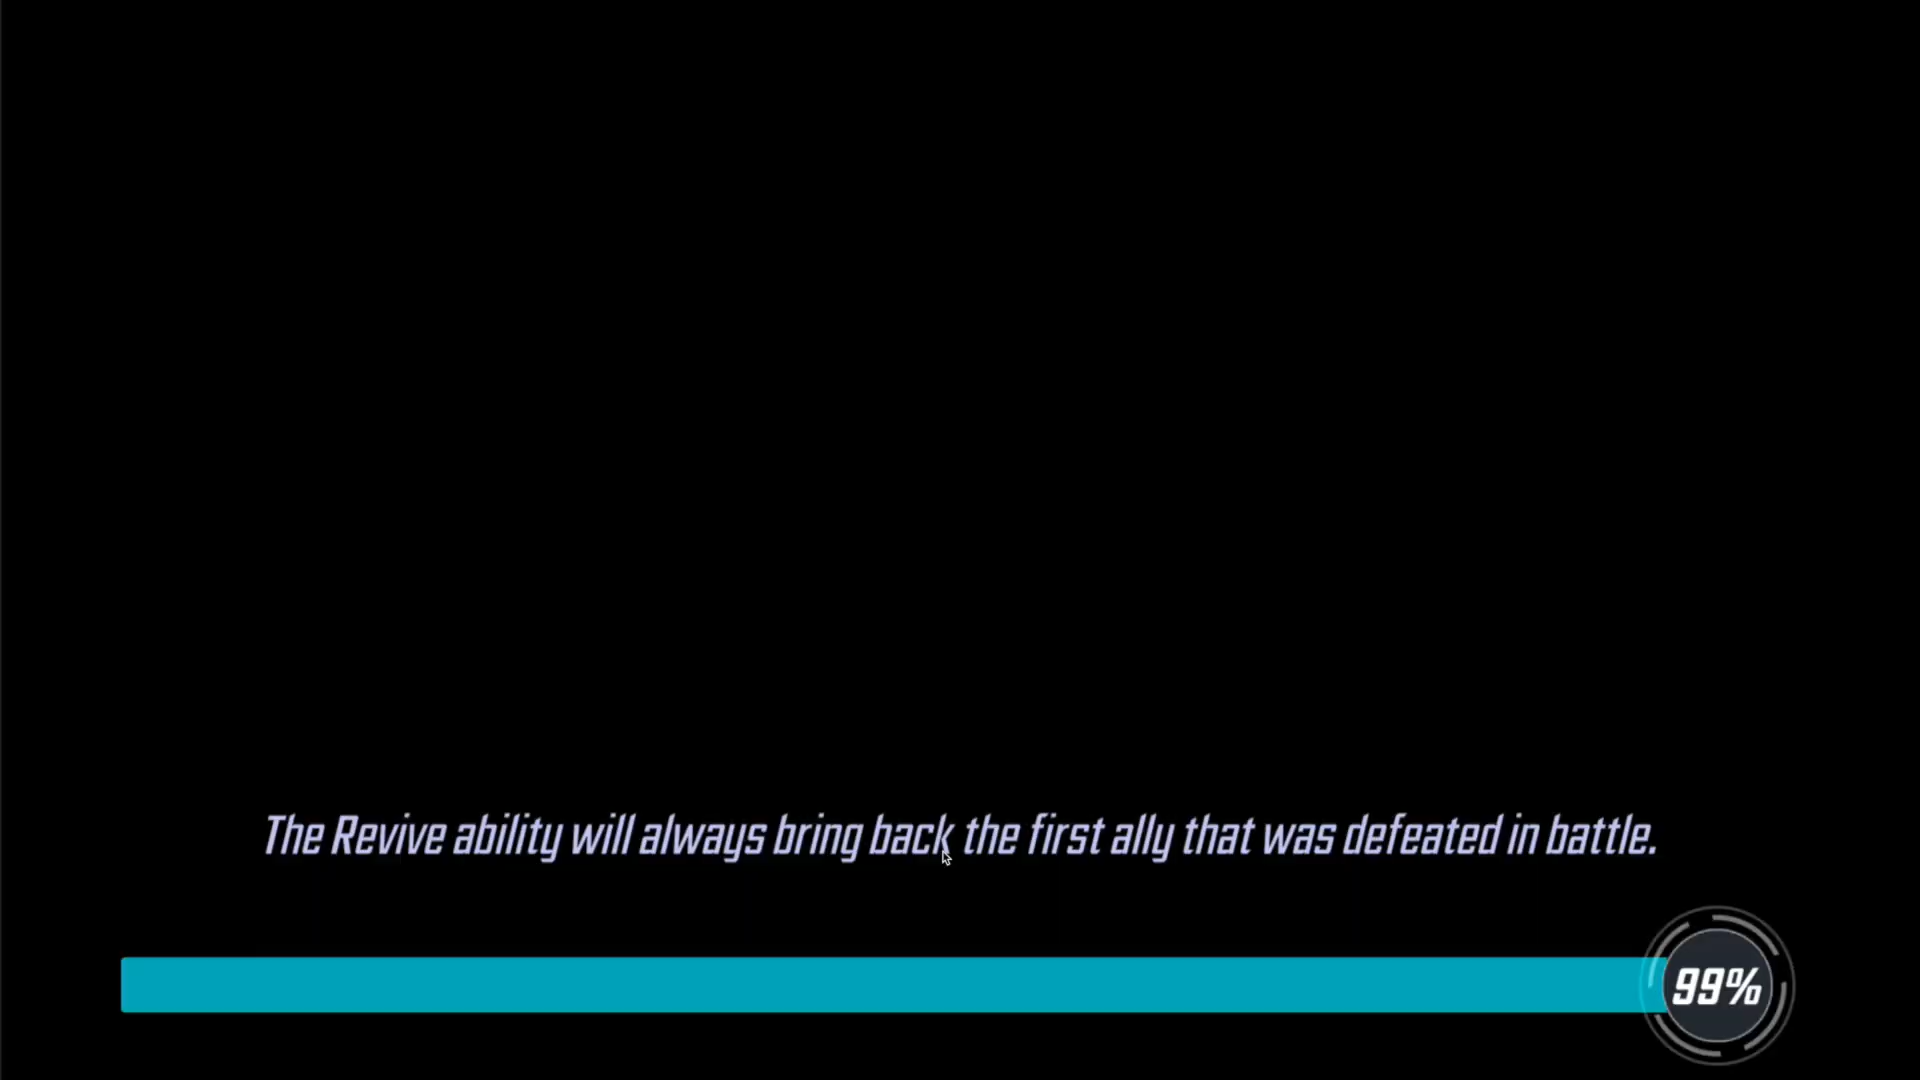 The Revive ability will always bring back the first ally that was defeated in battle.
99%